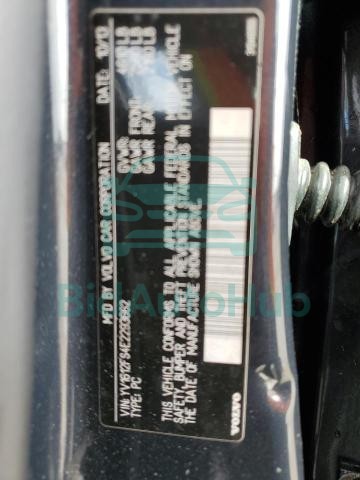 MFD BY VOLVO CAR CORPORATION DATE: 10/13
GVWR:
GAWR FRONT:
GAWR REAR:
VIN: YV1612FS4E2293692
TYPE: PC
THIS VEHICLE CONFORMS TO ALL APPLICABLE FEDERAL MOTOR VEHICLE
SAFETY, BUMPER AND THEFT PREVENTION STANDARDS IN EFFECT ON
THE DATE OF MANUFACTURE SHOWN ABOVE.
VOLVO
BidAutoHub